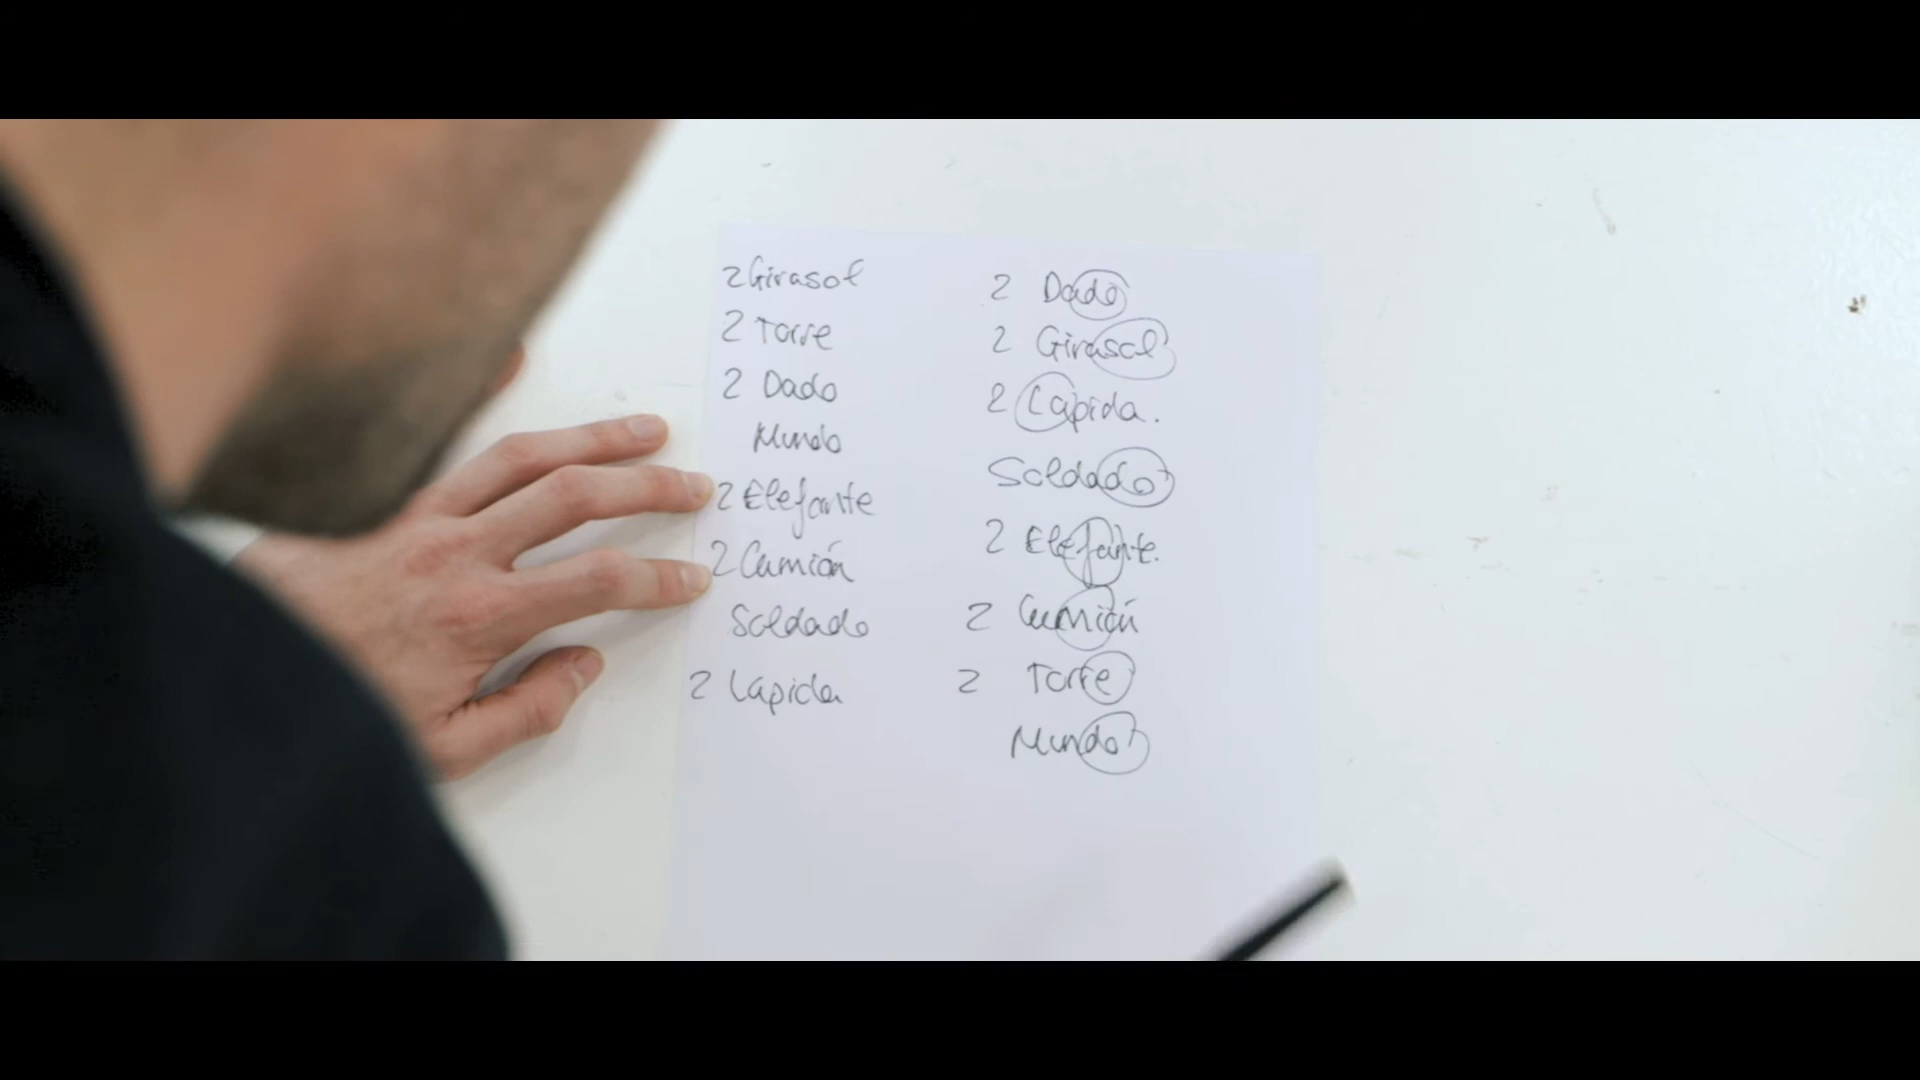 2 Girasol
2 Torre
2 Dado
Mundo
2 Elefante
2 Camión
Soldado
2 Lapida
2 Dado
2 Girasol
2 Lapida.
Soldado
2 Elefante.
2 Camión
2 Torre
Mundo